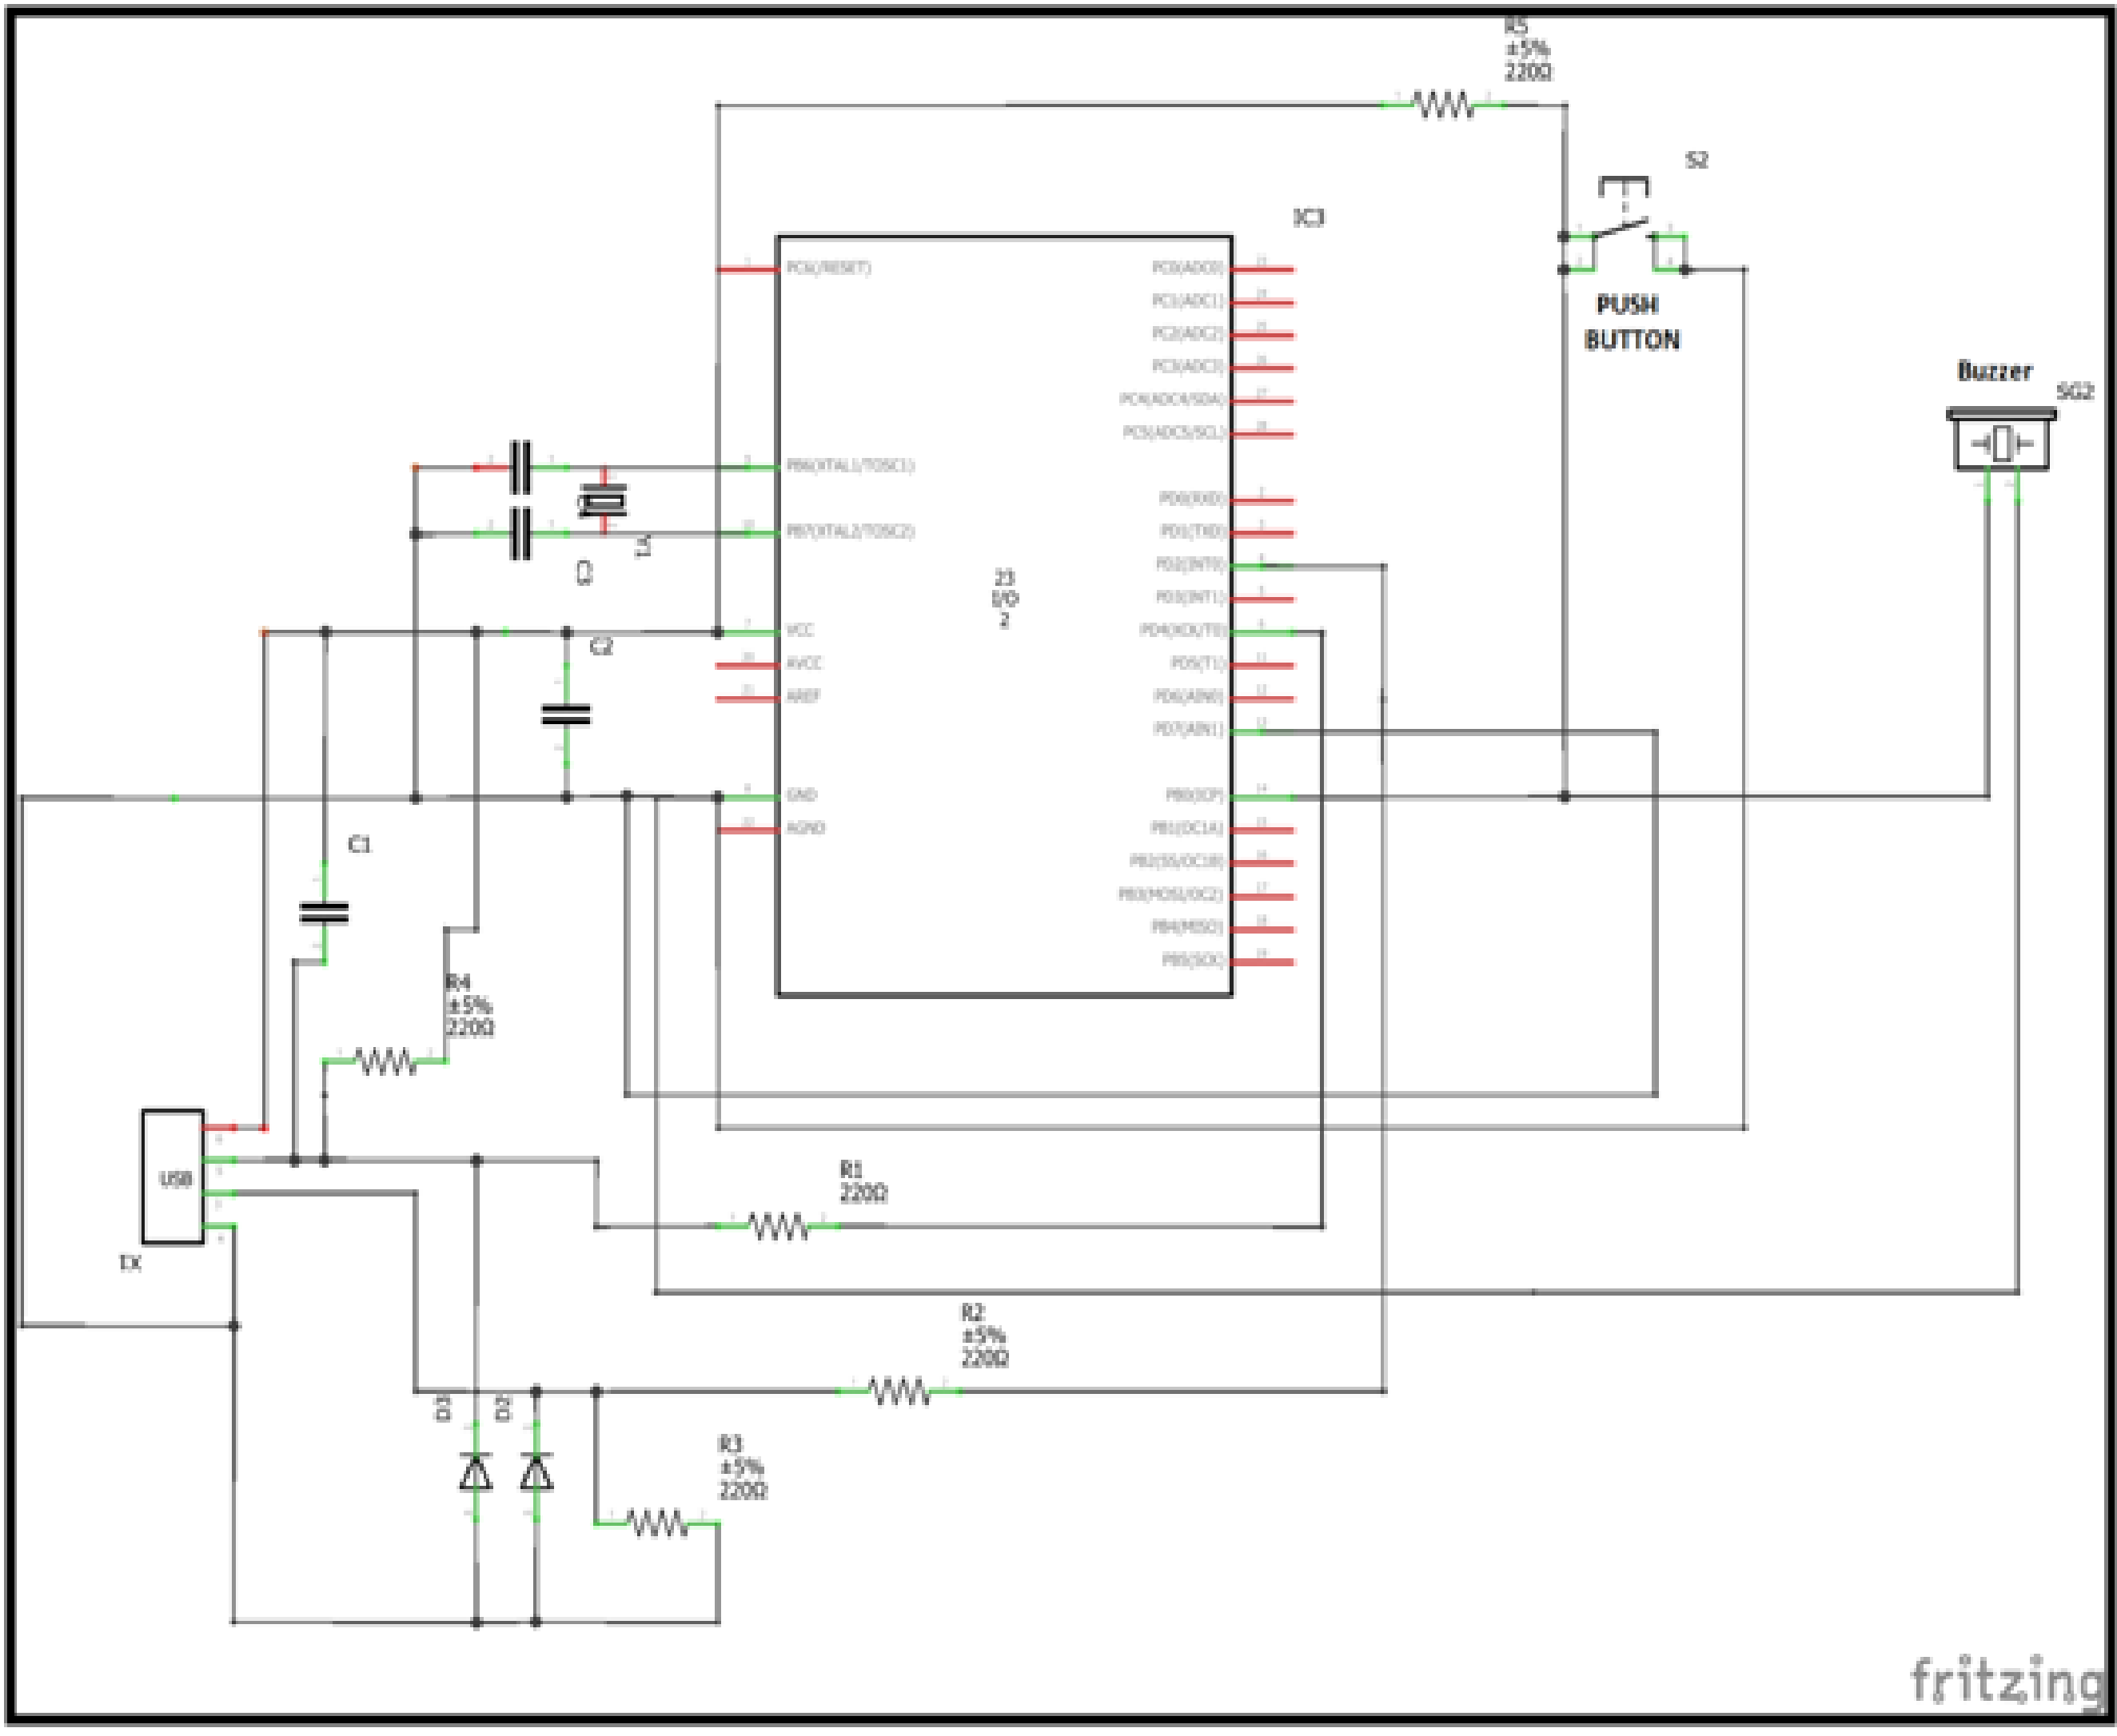 R5
±5%
220Ω
S2
IC3
PC6(/RESET)
PC0(ADC0)
PC1(ADC1)
PC2(ADC2)
PC3(ADC3)
PC4(ADC4/SDA)
PC5(ADC5/SCL)
PUSH
BUTTON
Buzzer
SG2
PB6(XTAL1/TOSC1)
PB7(XTAL2/TOSC2)
PD0(RXD)
PD1(TXD)
PD2(INT0)
PD3(INT1)
PD4(XCK/T0)
PD5(T1)
PD6(AIN0)
PD7(AIN1)
C3
23
I/O
2
VCC
AVCC
AREF
C2
GND
AGND
PB0(ICP)
PB1(OC1A)
PB2(SS/OC1B)
PB3(MOSI/OC2)
PB4(MISO)
PB5(SCK)
C1
R4
±5%
220Ω
USB
R1
220Ω
R2
±5%
220Ω
D3
D2
R3
±5%
220Ω
fritzing